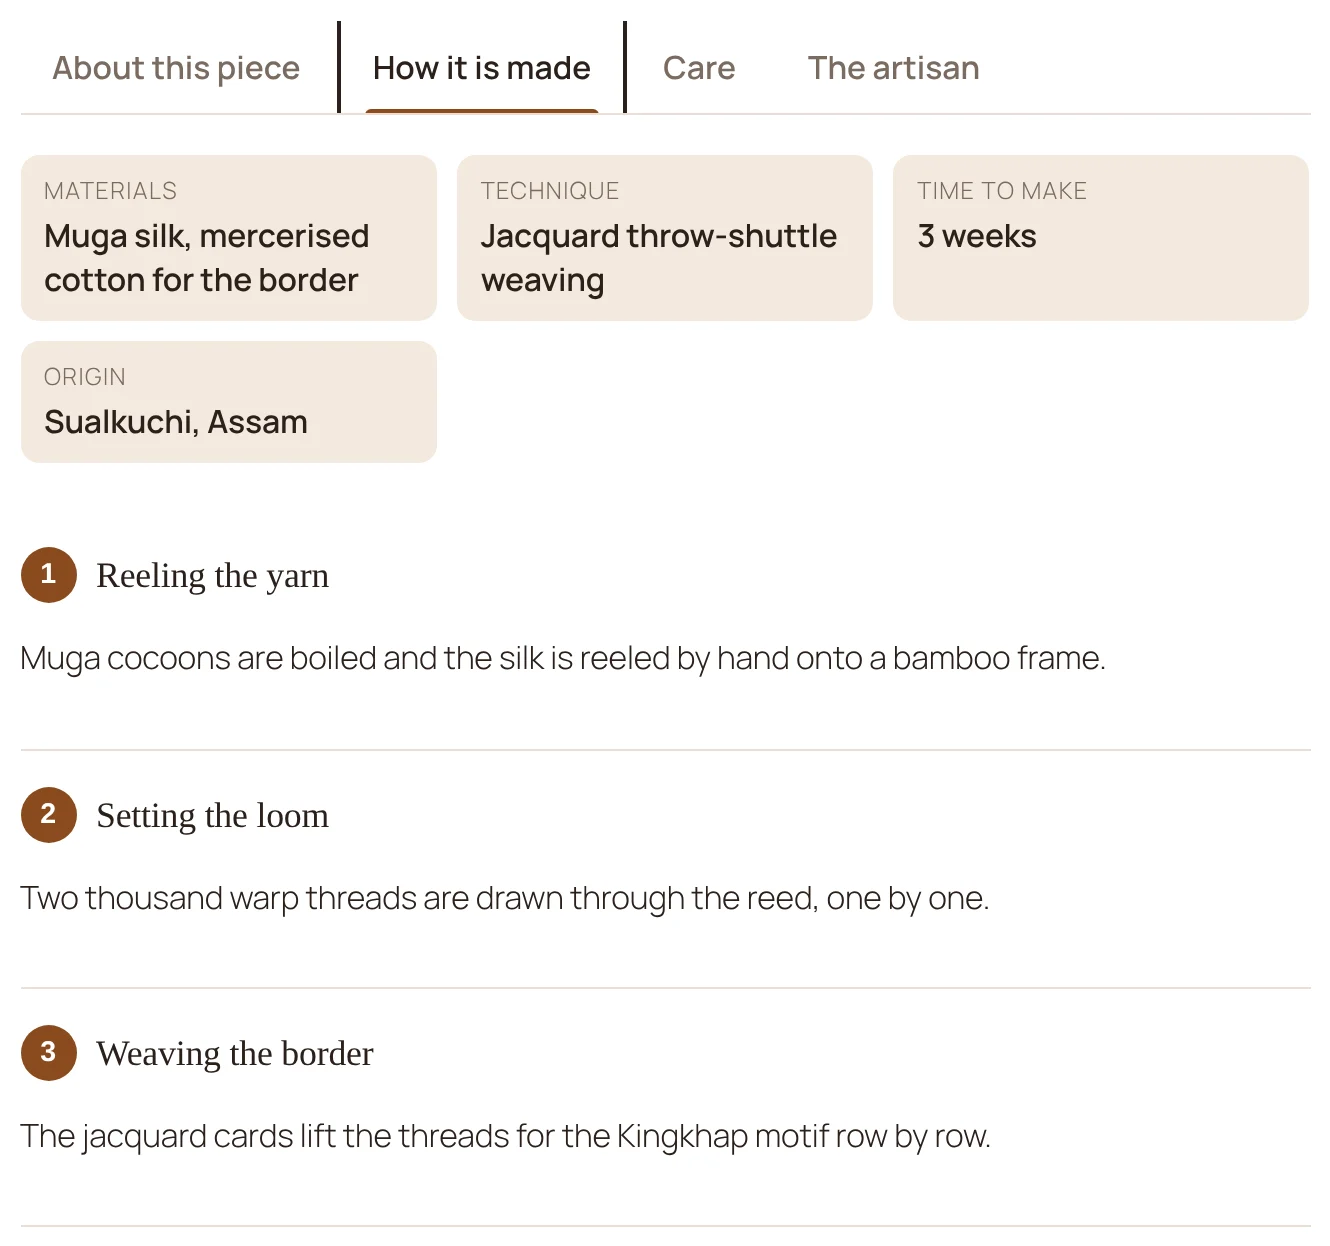 About this piece
How it is made
Care
The artisan
MATERIALS
Muga silk, mercerised
cotton for the border
TECHNIQUE
Jacquard throw-shuttle
weaving
TIME TO MAKE
3 weeks
ORIGIN
Sualkuchi, Assam
1 Reeling the yarn
Muga cocoons are boiled and the silk is reeled by hand onto a bamboo frame.
2 Setting the loom
Two thousand warp threads are drawn through the reed, one by one.
3 Weaving the border
The jacquard cards lift the threads for the Kingkhap motif row by row.